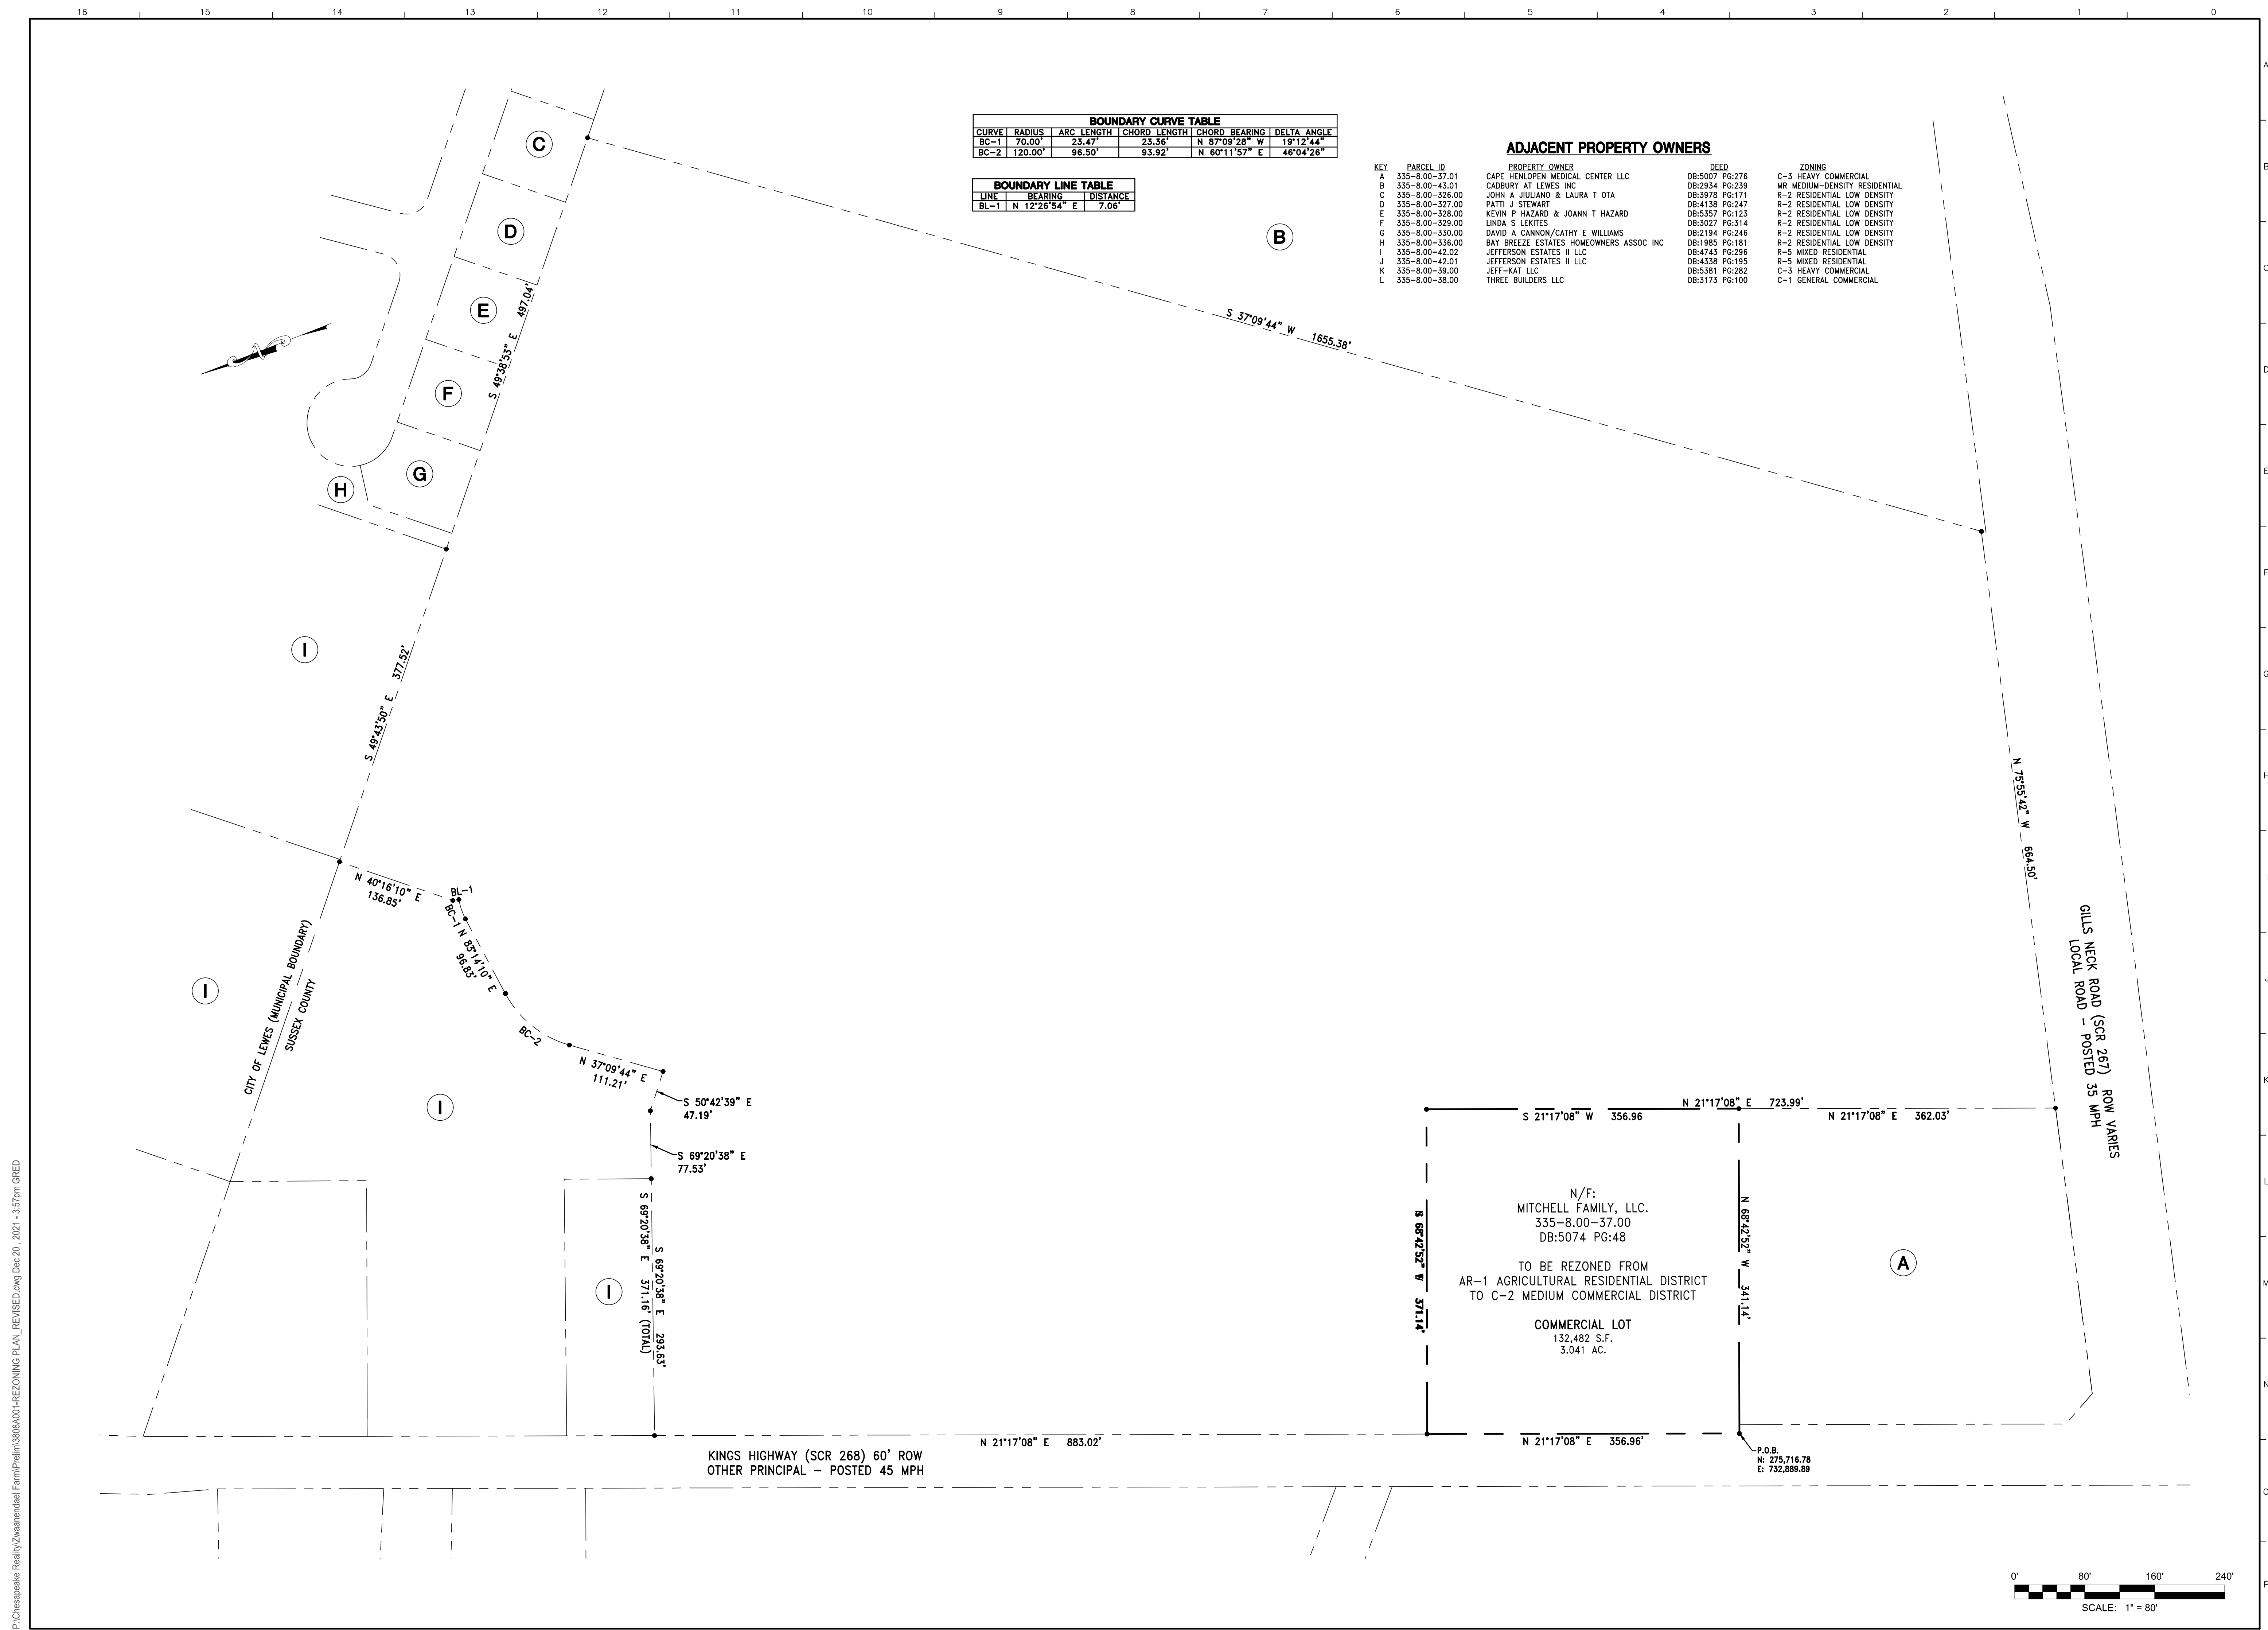 16 15 14 13 12 11 10 9 8 7 6 5 4 3 2 1 0
A
B
C
D
E
F
G
H
J
K
L
M
N
O
P
BOUNDARY CURVE TABLE
CURVE RADIUS ARC LENGTH CHORD LENGTH CHORD BEARING DELTA ANGLE
BC-1 70.00' 23.47' 23.36' N 87°09'28" W 19°12'44"
BC-2 120.00' 96.50' 93.92' N 60°11'57" E 46°04'26"
BOUNDARY LINE TABLE
LINE BEARING DISTANCE
BL-1 N 12°26'54" E 7.06'
ADJACENT PROPERTY OWNERS
KEY PARCEL ID PROPERTY OWNER DEED ZONING
A 335-8.00-37.01 CAPE HENLOPEN MEDICAL CENTER LLC DB:5007 PG:276 C-3 HEAVY COMMERCIAL
B 335-8.00-43.01 CADBURY AT LEWES INC DB:2934 PG:239 MR MEDIUM-DENSITY RESIDENTIAL
C 335-8.00-326.00 JOHN A JIULIANO & LAURA T OTA DB:3978 PG:171 R-2 RESIDENTIAL LOW DENSITY
D 335-8.00-327.00 PATTI J STEWART DB:4138 PG:247 R-2 RESIDENTIAL LOW DENSITY
E 335-8.00-328.00 KEVIN P HAZARD & JOANN T HAZARD DB:5357 PG:123 R-2 RESIDENTIAL LOW DENSITY
F 335-8.00-329.00 LINDA S LEKITES DB:3027 PG:314 R-2 RESIDENTIAL LOW DENSITY
G 335-8.00-330.00 DAVID A CANNON/CATHY E WILLIAMS DB:2194 PG:246 R-2 RESIDENTIAL LOW DENSITY
H 335-8.00-336.00 BAY BREEZE ESTATES HOMEOWNERS ASSOC INC DB:1985 PG:181 R-2 RESIDENTIAL LOW DENSITY
I 335-8.00-42.02 JEFFERSON ESTATES II LLC DB:4743 PG:296 R-5 MIXED RESIDENTIAL
J 335-8.00-42.01 JEFFERSON ESTATES II LLC DB:4338 PG:195 R-5 MIXED RESIDENTIAL
K 335-8.00-39.00 JEFF-KAT LLC DB:5381 PG:282 C-3 HEAVY COMMERCIAL
L 335-8.00-38.00 THREE BUILDERS LLC DB:3173 PG:100 C-1 GENERAL COMMERCIAL
C
D
E
F
G
H
B
S 49°38'53" E 497.04'
S 37°09'44" W 1655.38'
I
S 49°43'50" E 377.52'
N 75°55'42" W 664.50'
N 40°16'10" E
136.85'
BL-1
BC-1
N 83°14'10" E
96.83'
BC-2
N 37°09'44" E
111.21'
S 50°42'39" E
47.19'
S 69°20'38" E
77.53'
I
CITY OF LEWES (MUNICIPAL BOUNDARY)
SUSSEX COUNTY
I
I
S 69°20'38" E 371.16' (TOTAL)
S 69°20'38" E 293.63'
GILLS NECK ROAD (SCR 267) ROW VARIES
LOCAL ROAD - POSTED 35 MPH
N 21°17'08" E 723.99'
S 21°17'08" W 356.96
N 21°17'08" E 362.03'
68°42'52" 371.14'
N 68°42'52" W 341.14'
N/F:
MITCHELL FAMILY, LLC.
335-8.00-37.00
DB:5074 PG:48
TO BE REZONED FROM
AR-1 AGRICULTURAL RESIDENTIAL DISTRICT
TO C-2 MEDIUM COMMERCIAL DISTRICT
COMMERCIAL LOT
132,482 S.F.
3.041 AC.
A
N 21°17'08" E 883.02'
N 21°17'08" E 356.96'
P.O.B.
N: 275,716.78
E: 732,889.89
KINGS HIGHWAY (SCR 268) 60' ROW
OTHER PRINCIPAL - POSTED 45 MPH
0' 80' 160' 240'
SCALE: 1" = 80'
P:\Chesapeake Reality\Zwaanendael Farm\Prelim\3808A001-REZONING PLAN_REVISED.dwg Dec 20 , 2021 - 3:57pm GRED